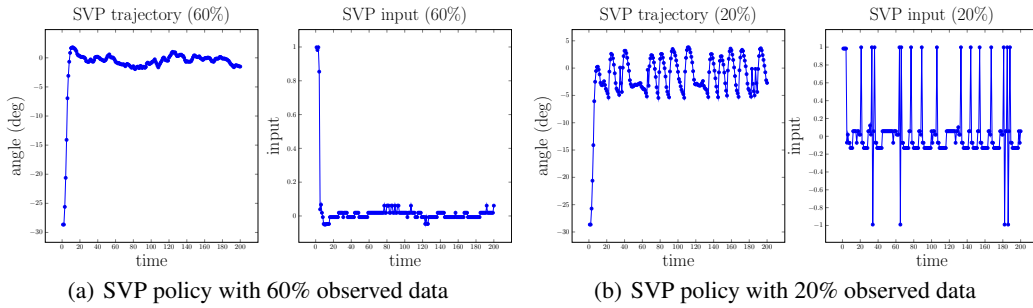 SVP trajectory (60%)
SVP input (60%)
SVP trajectory (20%)
SVP input (20%)
angle (deg)
0
−5
−10
−15
−20
−25
−30
0 20 40 60 80 100 120 140 160 180 200
time
input
1
0.8
0.6
0.4
0.2
0
0 20 40 60 80 100 120 140 160 180 200
time
angle (deg)
5
0
−5
−10
−15
−20
−25
−30
0 20 40 60 80 100 120 140 160 180 200
time
input
1
0.8
0.6
0.4
0.2
0
−0.2
−0.4
−0.6
−0.8
−1
0 20 40 60 80 100 120 140 160 180 200
time
(a) SVP policy with 60% observed data
(b) SVP policy with 20% observed data